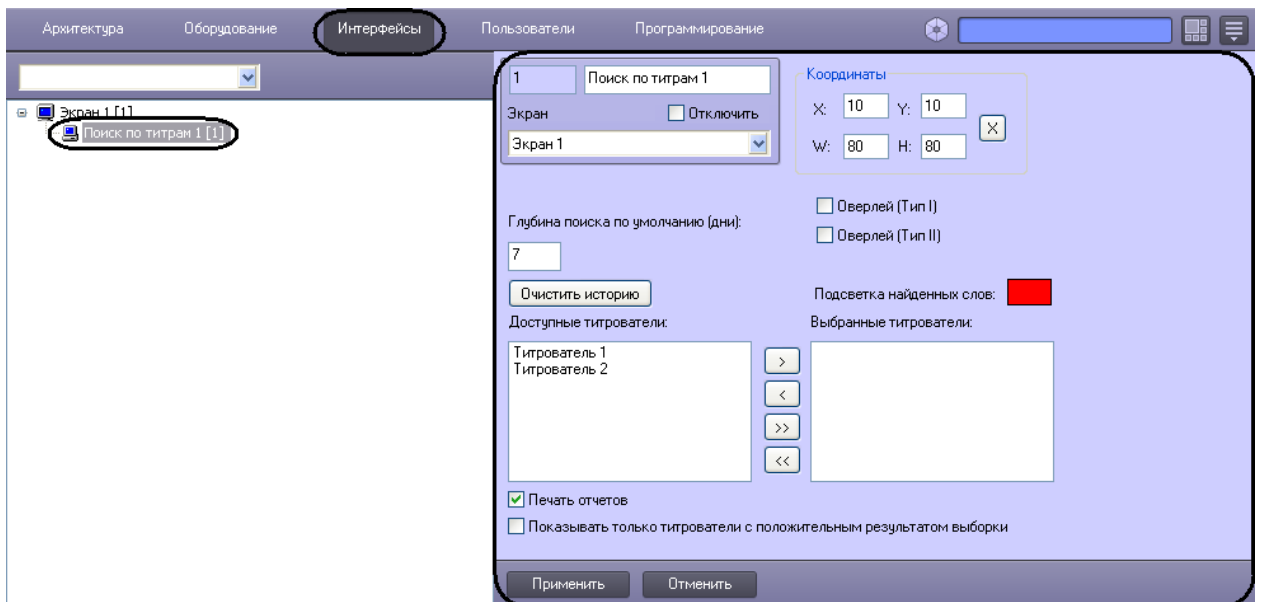 Архитектура Оборудование Интерфейсы Пользователи Программирование
Экран 1 [1]
Поиск по титрам 1 [1]
1 Поиск по титрам 1
Экран Отключить
Экран 1
Координаты
X: 10 Y: 10
W: 80 H: 80
X
Оверлей (Тип I)
Оверлей (Тип II)
Глубина поиска по умолчанию (дни):
7
Очистить историю Подсветка найденных слов:
Доступные титрователи: Выбранные титрователи:
Титрователь 1
Титрователь 2
>
<
>>
<<
Печать отчетов
Показывать только титрователи с положительным результатом выборки
Применить Отменить